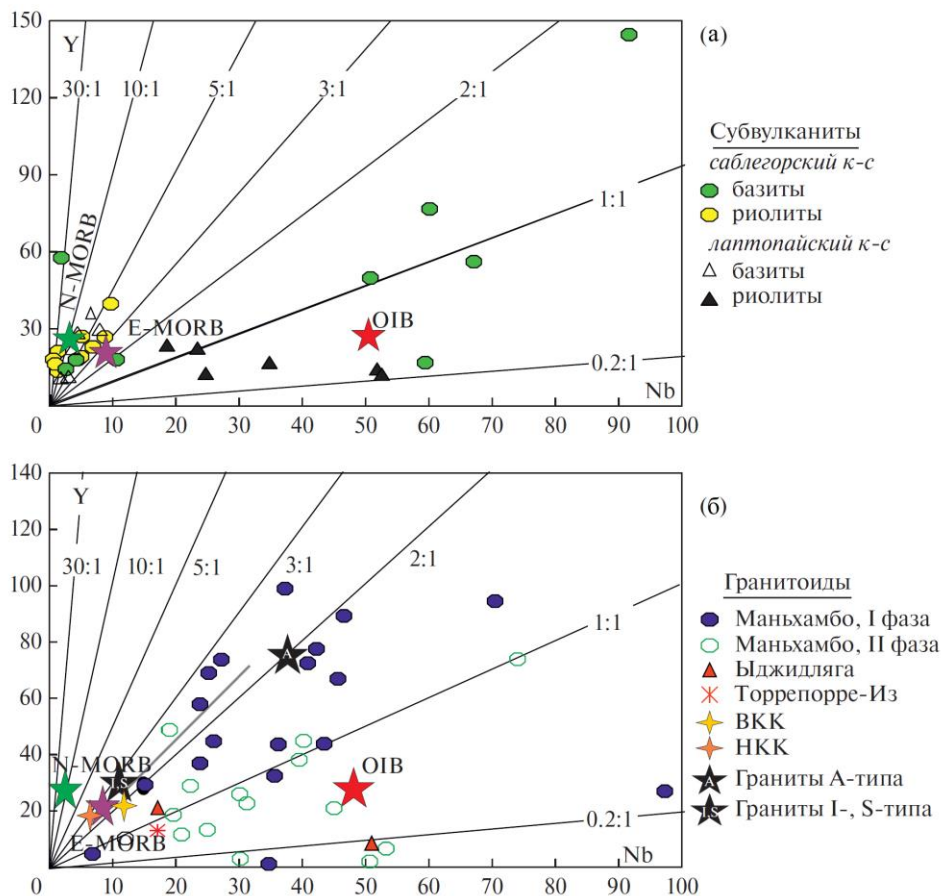 (а)
150
Y
30:1
10:1
5:1
3:1
2:1
120
90
1:1
60
N-MORB
E-MORB
OIB
30
0.2:1
Nb
0
10
20
30
40
50
60
70
80
90
100
Субвулканиты
саблегорский к-с
базиты
риолиты
лаптопайский к-с
базиты
риолиты
(б)
140
Y
120
30:1
10:1
5:1
3:1
2:1
100
1:1
80
A
60
40
N-MORB
I,S
OIB
20
E-MORB
0.2:1
Nb
0
10
20
30
40
50
60
70
80
90
100
Гранитоиды
Маньхамбо, I фаза
Маньхамбо, II фаза
Ыджидляга
Торрепорре-Из
ВКК
НКК
A Граниты А-типа
I,S Граниты I-, S-типа